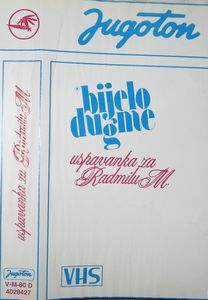 Jugoton
bijelo
dugme
uspavanka za
Radmilu M.
VHS
uspavanka za Radmilu M.
Jugoton
V-M-80 D
4028427